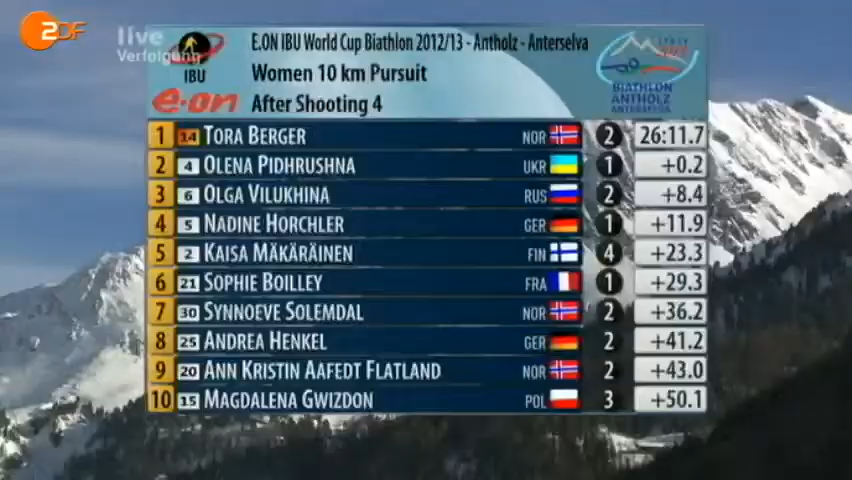 ZDF
live
Verfolgung
IBU
E.ON IBU World Cup Biathlon 2012/13 - Antholz - Anterselva
Women 10 km Pursuit
e·on
After Shooting 4
BIATHLON
ANTHOLZ
ANTERSELVA
1 14 TORA BERGER NOR 2 26:11.7
2 4 OLENA PIDHRUSHNA UKR 1 +0.2
3 6 OLGA VILUKHINA RUS 2 +8.4
4 5 NADINE HORCHLER GER 1 +11.9
5 2 KAISA MÄKÄRÄINEN FIN 4 +23.3
6 21 SOPHIE BOILLEY FRA 1 +29.3
7 30 SYNNOEVE SOLEMDAL NOR 2 +36.2
8 25 ANDREA HENKEL GER 2 +41.2
9 20 ANN KRISTIN AAFEDT FLATLAND NOR 2 +43.0
10 15 MAGDALENA GWIZDON POL 3 +50.1